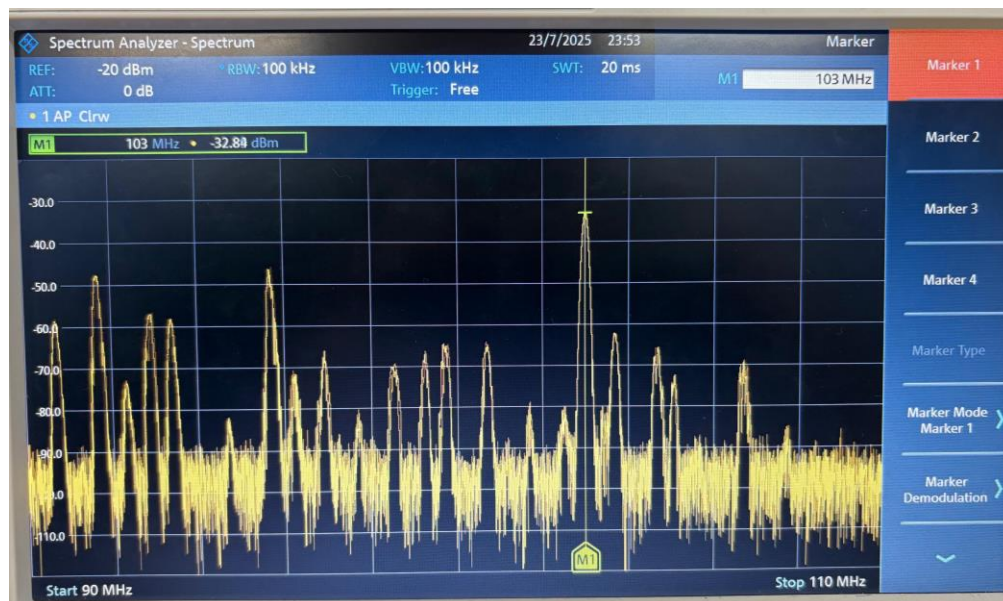 Spectrum Analyzer - Spectrum 23/7/2025 23:53 Marker
REF: -20 dBm RBW: 100 kHz VBW: 100 kHz SWT: 20 ms
ATT: 0 dB Trigger: Free M1 103 MHz
1 AP Clrw
M1 103 MHz dBm
-30.0
-40.0
-50.0
-60.0
-70.0
-80.0
-90.0
-110.0
M1
Start 90 MHz Stop 110 MHz
Marker 1
Marker 2
Marker 3
Marker 4
Marker Type
Marker Mode
Marker 1
Marker
Demodulation